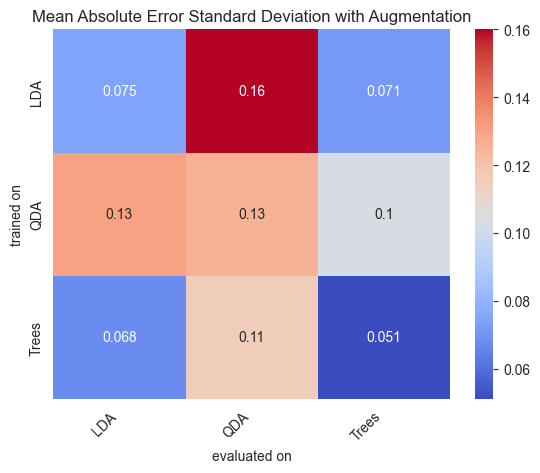 Mean Absolute Error Standard Deviation with Augmentation
trained on
LDA
0.075 0.16 0.071
QDA
0.13 0.13 0.1
Trees
0.068 0.11 0.051
LDA QDA Trees
evaluated on
0.16
0.14
0.12
0.10
0.08
0.06